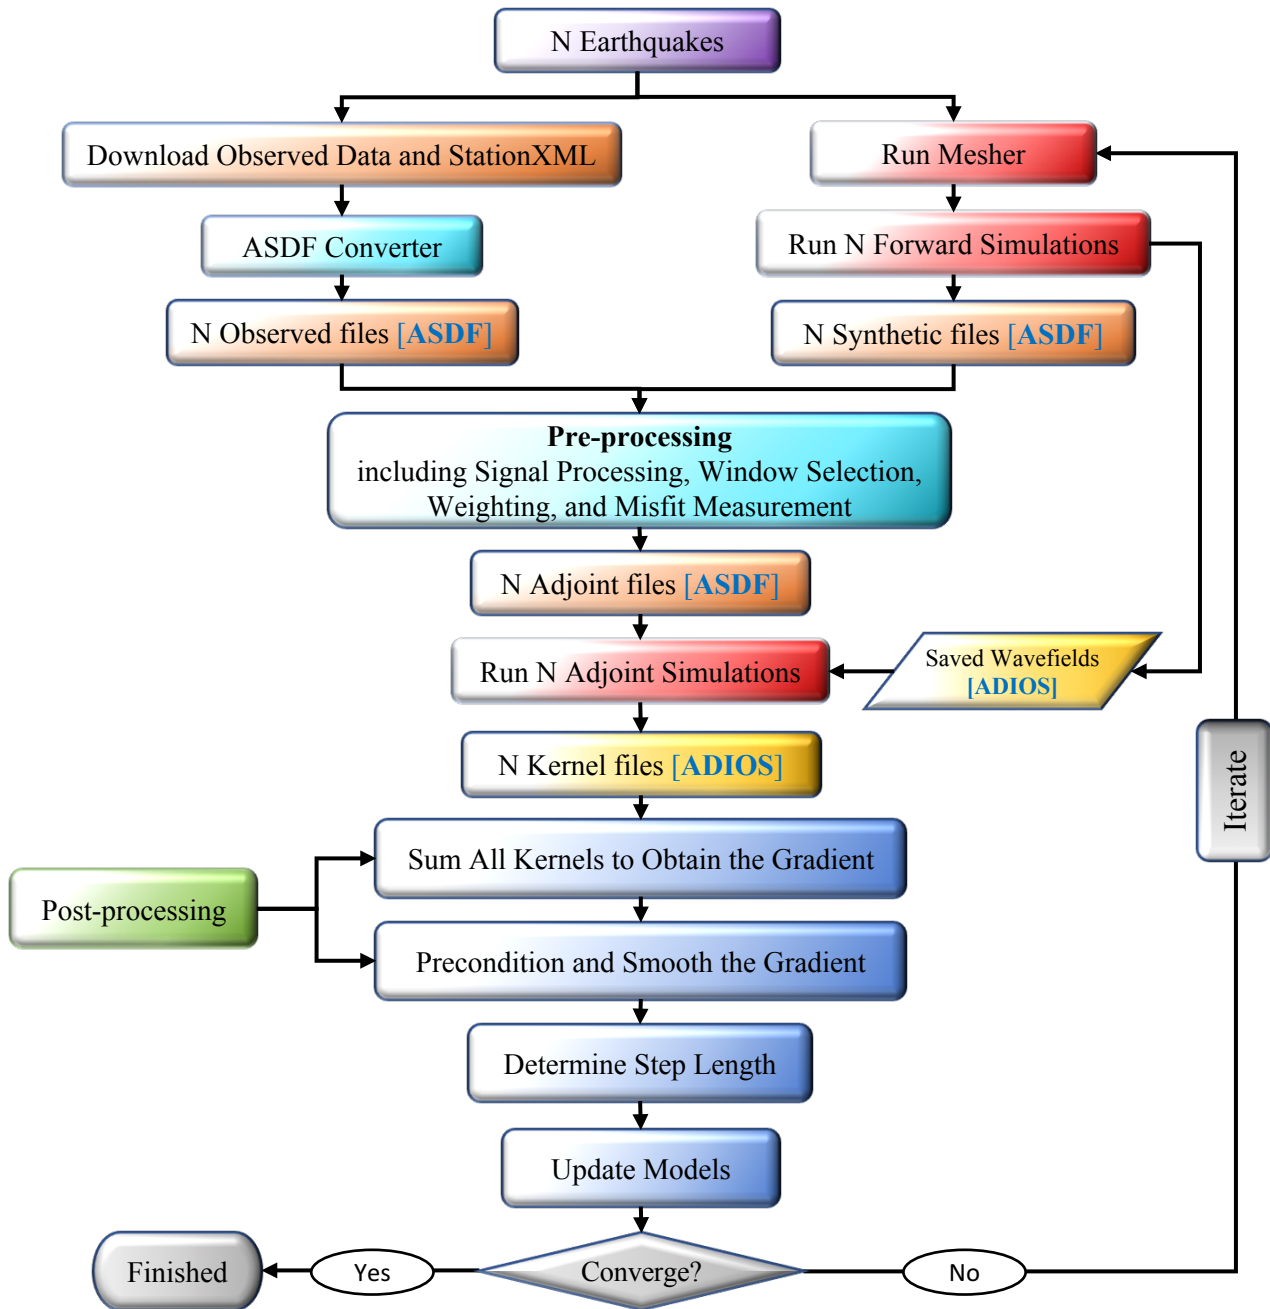 N Earthquakes
Download Observed Data and StationXML
Run Mesher
ASDF Converter
Run N Forward Simulations
N Observed files [ASDF]
N Synthetic files [ASDF]
Pre-processing
including Signal Processing, Window Selection,
Weighting, and Misfit Measurement
N Adjoint files [ASDF]
Run N Adjoint Simulations
Saved Wavefields
[ADIOS]
N Kernel files [ADIOS]
Iterate
Sum All Kernels to Obtain the Gradient
Post-processing
Precondition and Smooth the Gradient
Determine Step Length
Update Models
Finished
Yes
Converge?
No